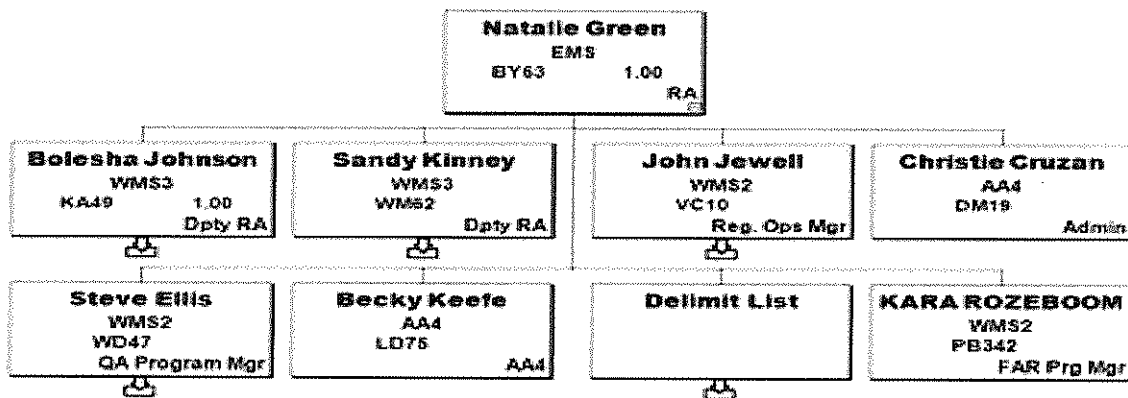 Natalie Green
EMS
BY63 1.00
RA
Bolesha Johnson
WMS3
KA49 1.00
Dpty RA
Sandy Kinney
WMS3
WM62
Dpty RA
John Jewell
WMS2
VC10
Reg. Ops Mgr
Christie Cruzan
AA4
DM19
Admin
Steve Ellis
WMS2
WD47
QA Program Mgr
Becky Keefe
AA4
LD75
AA4
Delimit List
KARA ROZEBOOM
WMS2
PB342
FAR Prg Mgr